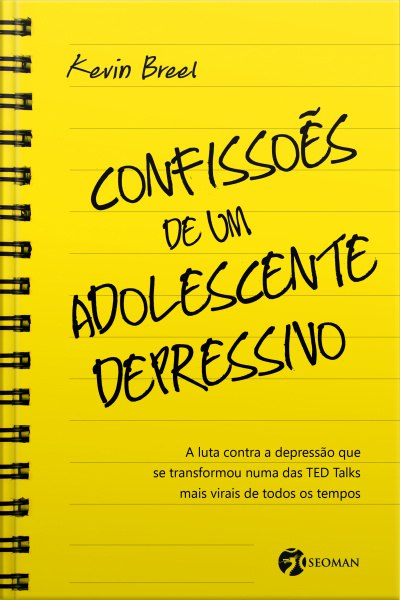 Kevin Breel
CONFISSOẼS
DE UM
ADOLESCENTE
DEPRESSIVO
A luta contra a depressão que
se transformou numa das TED Talks
mais virais de todos os tempos
SEOMAN